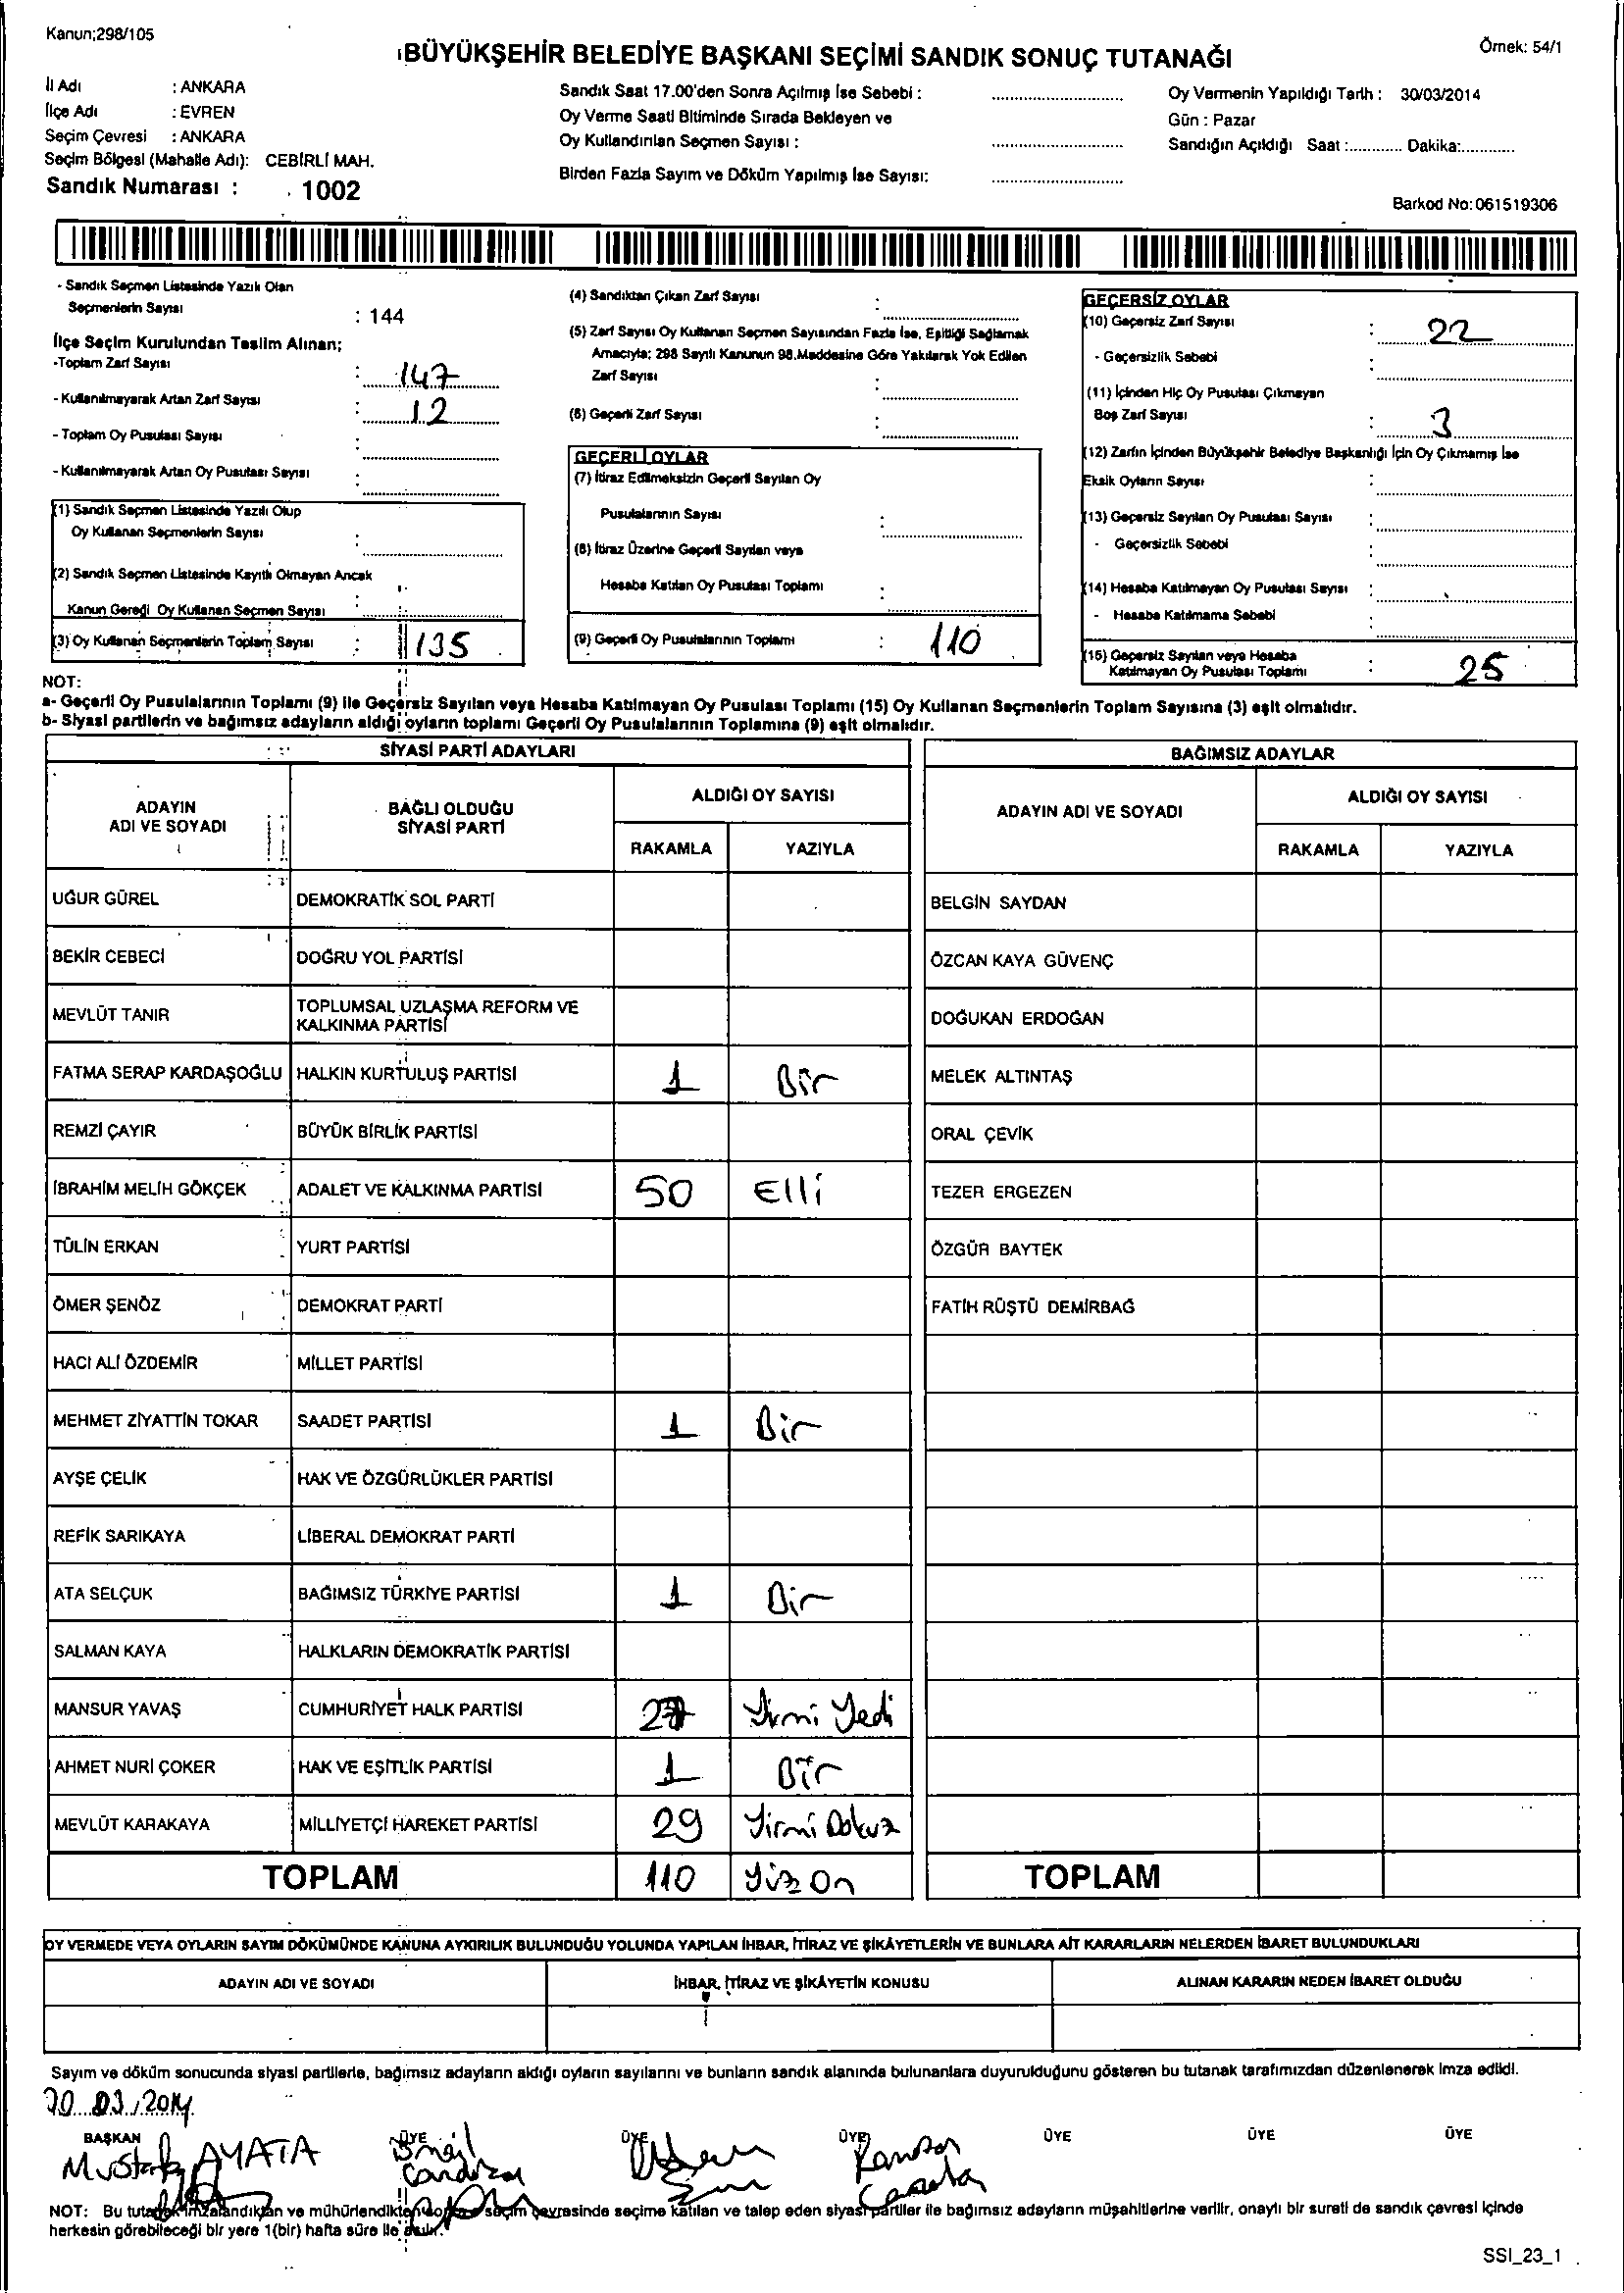 Kanun;298/105
Örnek: 54/1
BÜYÜKŞEHİR BELEDİYE BAŞKANI SEÇİMİ SANDIK SONUÇ TUTANAĞI
İl Adı : ANKARA
İlçe Adı : EVREN
Seçim Çevresi : ANKARA
Seçim Bölgesi (Mahalle Adı): CEBİRLİ MAH.
Sandık Numarası : 1002
Sandık Saat 17.00'den Sonra Açılmış İse Sebebi :
Oy Verme Saati Bitiminde Sırada Bekleyen ve
Oy Kullandırılan Seçmen Sayısı :
Birden Fazla Sayım ve Döküm Yapılmış İse Sayısı:
Oy Vermenin Yapıldığı Tarih : 30/03/2014
Gün : Pazar
Sandığın Açıldığı Saat :............ Dakika:............
Barkod No:061519306
- Sandık Seçmen Listesinde Yazılı Olan
Seçmenlerin Sayısı : 144
İlçe Seçim Kurulundan Teslim Alınan;
-Toplam Zarf Sayısı : 147
- Kullanılmayarak Artan Zarf Sayısı : 12
- Toplam Oy Pusulası Sayısı :
- Kullanılmayarak Artan Oy Pusulası Sayısı :
(1) Sandık Seçmen Listesinde Yazılı Olup
Oy Kullanan Seçmenlerin Sayısı :
(2) Sandık Seçmen Listesinde Kayıtlı Olmayan Ancak
Kanun Gereği Oy Kullanan Seçmen Sayısı :
(3) Oy Kullanan Seçmenlerin Toplam Sayısı : 135
(4) Sandıktan Çıkan Zarf Sayısı :
(5) Zarf Sayısı Oy Kullanan Seçmen Sayısından Fazla İse, Eşitliği Sağlamak
Amacıyla; 298 Sayılı Kanunun 98.Maddesine Göre Yakılarak Yok Edilen
Zarf Sayısı :
(6) Geçerli Zarf Sayısı :
GEÇERLİ OYLAR
(7) İtiraz Edilmeksizin Geçerli Sayılan Oy
Pusulalarının Sayısı :
(8) İtiraz Üzerine Geçerli Sayılan veya
Hesaba Katılan Oy Pusulası Toplamı :
(9) Geçerli Oy Pusulalarının Toplamı : 110
GEÇERSİZ OYLAR
(10) Geçersiz Zarf Sayısı : 22
- Geçersizlik Sebebi :
(11) İçinden Hiç Oy Pusulası Çıkmayan
Boş Zarf Sayısı : 3
(12) Zarfın İçinden Büyükşehir Belediye Başkanlığı İçin Oy Çıkmamış İse
Eksik Oyların Sayısı :
(13) Geçersiz Sayılan Oy Pusulası Sayısı :
- Geçersizlik Sebebi :
(14) Hesaba Katılmayan Oy Pusulası Sayısı :
- Hesaba Katılmama Sebebi :
(15) Geçersiz Sayılan veya Hesaba
Katılmayan Oy Pusulası Toplamı : 25
NOT:
a- Geçerli Oy Pusulalarının Toplamı (9) ile Geçersiz Sayılan veya Hesaba Katılmayan Oy Pusulası Toplamı (15) Oy Kullanan Seçmenlerin Toplam Sayısına (3) eşit olmalıdır.
b- Siyasi partilerin ve bağımsız adayların aldığı oyların toplamı Geçerli Oy Pusulalarının Toplamına (9) eşit olmalıdır.
SİYASİ PARTİ ADAYLARI
ADAYIN ADI VE SOYADI BAĞLI OLDUĞU SİYASİ PARTİ ALDIĞI OY SAYISI
RAKAMLA YAZIYLA
UĞUR GÜREL DEMOKRATİK SOL PARTİ
BEKİR CEBECİ DOĞRU YOL PARTİSİ
MEVLÜT TANIR TOPLUMSAL UZLAŞMA REFORM VE KALKINMA PARTİSİ
FATMA SERAP KARDAŞOĞLU HALKIN KURTULUŞ PARTİSİ 1 Bir
REMZİ ÇAYIR BÜYÜK BİRLİK PARTİSİ
İBRAHİM MELİH GÖKÇEK ADALET VE KALKINMA PARTİSİ 50 Elli
TÜLİN ERKAN YURT PARTİSİ
ÖMER ŞENÖZ DEMOKRAT PARTİ
HACI ALİ ÖZDEMİR MİLLET PARTİSİ
MEHMET ZİYATTİN TOKAR SAADET PARTİSİ 1 Bir
AYŞE ÇELİK HAK VE ÖZGÜRLÜKLER PARTİSİ
REFİK SARIKAYA LİBERAL DEMOKRAT PARTİ
ATA SELÇUK BAĞIMSIZ TÜRKİYE PARTİSİ 1 Bir
SALMAN KAYA HALKLARIN DEMOKRATİK PARTİSİ
MANSUR YAVAŞ CUMHURİYET HALK PARTİSİ 27 Yirmi Yedi
AHMET NURİ ÇOKER HAK VE EŞİTLİK PARTİSİ 1 Bir
MEVLÜT KARAKAYA MİLLİYETÇİ HAREKET PARTİSİ 29 Yirmi Dokuz
TOPLAM 110 Yüz On
BAĞIMSIZ ADAYLAR
ADAYIN ADI VE SOYADI ALDIĞI OY SAYISI
RAKAMLA YAZIYLA
BELGİN SAYDAN
ÖZCAN KAYA GÜVENÇ
DOĞUKAN ERDOĞAN
MELEK ALTINTAŞ
ORAL ÇEVİK
TEZER ERGEZEN
ÖZGÜR BAYTEK
FATİH RÜŞTÜ DEMİRBAĞ
TOPLAM
OY VERMEDE VEYA OYLARIN SAYIM DÖKÜMÜNDE KANUNA AYKIRILIK BULUNDUĞU YOLUNDA YAPILAN İHBAR, İTİRAZ VE ŞİKÂYETLERİN VE BUNLARA AİT KARARLARIN NELERDEN İBARET BULUNDUKLARI
ADAYIN ADI VE SOYADI İHBAR, İTİRAZ VE ŞİKÂYETİN KONUSU ALINAN KARARIN NEDEN İBARET OLDUĞU
Sayım ve döküm sonucunda siyasi partilerle, bağımsız adayların aldığı oyların sayılarını ve bunların sandık alanında bulunanlara duyurulduğunu gösteren bu tutanak tarafımızdan düzenlenerek imza edildi.
30.03.2014
BAŞKAN ÜYE ÜYE ÜYE ÜYE ÜYE ÜYE
Mustafa AYATA İsmail
NOT: Bu tutanak imzalandıktan ve mühürlendikten sonra seçim çevresinde seçime katılan ve talep eden siyasi partiler ile bağımsız adayların müşahitlerine verilir, onaylı bir sureti de sandık çevresi içinde
herkesin görebileceği bir yere 1(bir) hafta süre ile asılır.
SSI_23_1